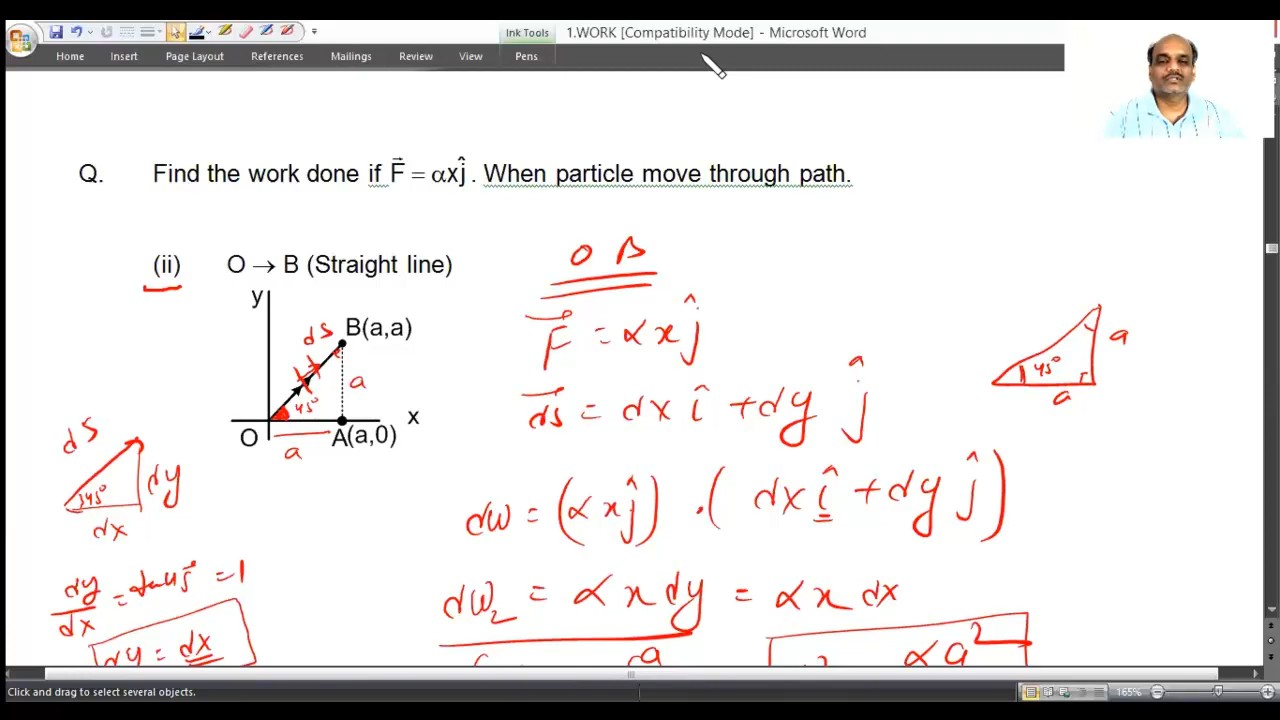 Ink Tools 1.WORK [Compatibility Mode] - Microsoft Word
Home Insert Page Layout References Mailings Review View Pens
Q. Find the work done if F⃗ = αxĵ . When particle move through path.
(ii) O → B (Straight line)
O B
y
B(a,a)
ds
a
45°
x
O
A(a,0)
a
F⃗ = αxĵ
ds⃗ = dx î + dy ĵ
a
45°
a
ds
dy
45°
dx
dw = (αxĵ) . (dx î + dy ĵ)
dy/dx = tan45° = 1
dy = dx
dw₂ = αx dy = αx dx
a
αa²
Click and drag to select several objects.
165%